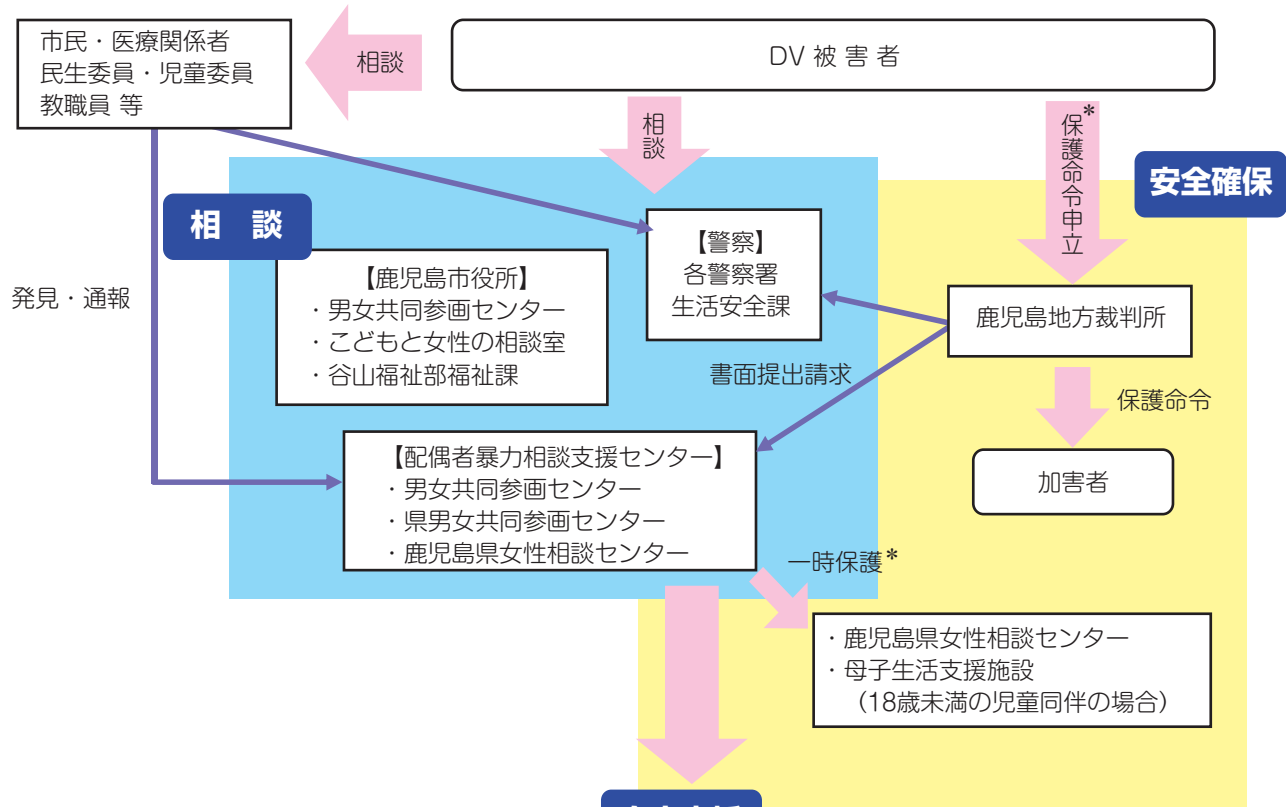 市民・医療関係者
民生委員・児童委員
教職員 等
相談
DV 被 害 者
相談
保護命令申立*
安全確保
相 談
【警察】
各警察署
生活安全課
【鹿児島市役所】
・男女共同参画センター
・こどもと女性の相談室
・谷山福祉部福祉課
発見・通報
鹿児島地方裁判所
書面提出請求
保護命令
【配偶者暴力相談支援センター】
・男女共同参画センター
・県男女共同参画センター
・鹿児島県女性相談センター
加害者
一時保護*
・鹿児島県女性相談センター
・母子生活支援施設
（18歳未満の児童同伴の場合）